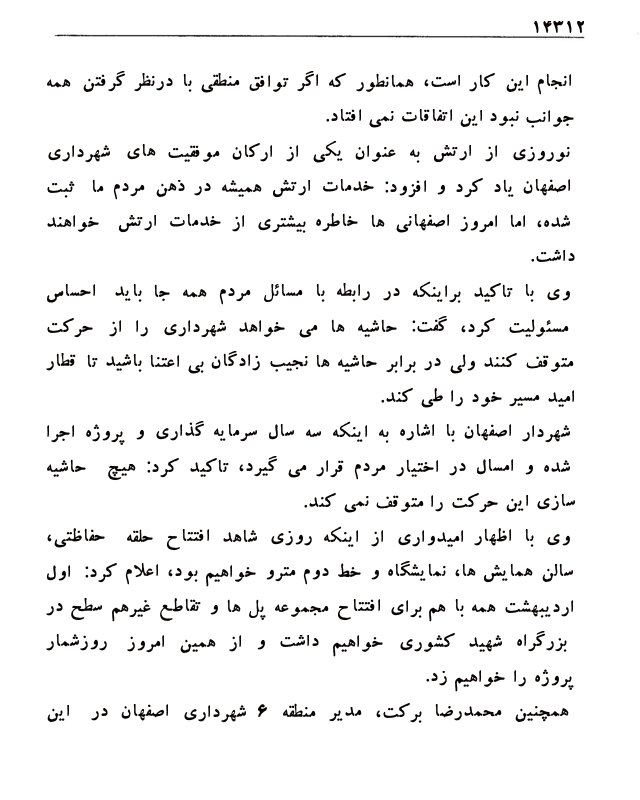 ۱۴۳۱۲
انجام این کار است، همانطور که اگر توافق منطقی با درنظر گرفتن همه
جوانب نبود این اتفاقات نمی افتاد.
نوروزی از ارتش به عنوان یکی از ارکان موفقیت های شهرداری
اصفهان یاد کرد و افزود: خدمات ارتش همیشه در ذهن مردم ما ثبت
شده، اما امروز اصفهانی ها خاطره بیشتری از خدمات ارتش خواهند
داشت.
وی با تاکید براینکه در رابطه با مسائل مردم همه جا باید احساس
مسئولیت کرد، گفت: حاشیه ها می خواهد شهرداری را از حرکت
متوقف کنند ولی در برابر حاشیه ها نجیب زادگان بی اعتنا باشید تا قطار
امید مسیر خود را طی کند.
شهردار اصفهان با اشاره به اینکه سه سال سرمایه گذاری و پروژه اجرا
شده و امسال در اختیار مردم قرار می گیرد، تاکید کرد: هیچ حاشیه
سازی این حرکت را متوقف نمی کند.
وی با اظهار امیدواری از اینکه روزی شاهد افتتاح حلقه حفاظتی،
سالن همایش ها، نمایشگاه و خط دوم مترو خواهیم بود، اعلام کرد: اول
اردیبهشت همه با هم برای افتتاح مجموعه پل ها و تقاطع غیرهم سطح در
بزرگراه شهید کشوری خواهیم داشت و از همین امروز روزشمار
پروژه را خواهیم زد.
همچنین محمدرضا برکت، مدیر منطقه ۶ شهرداری اصفهان در این